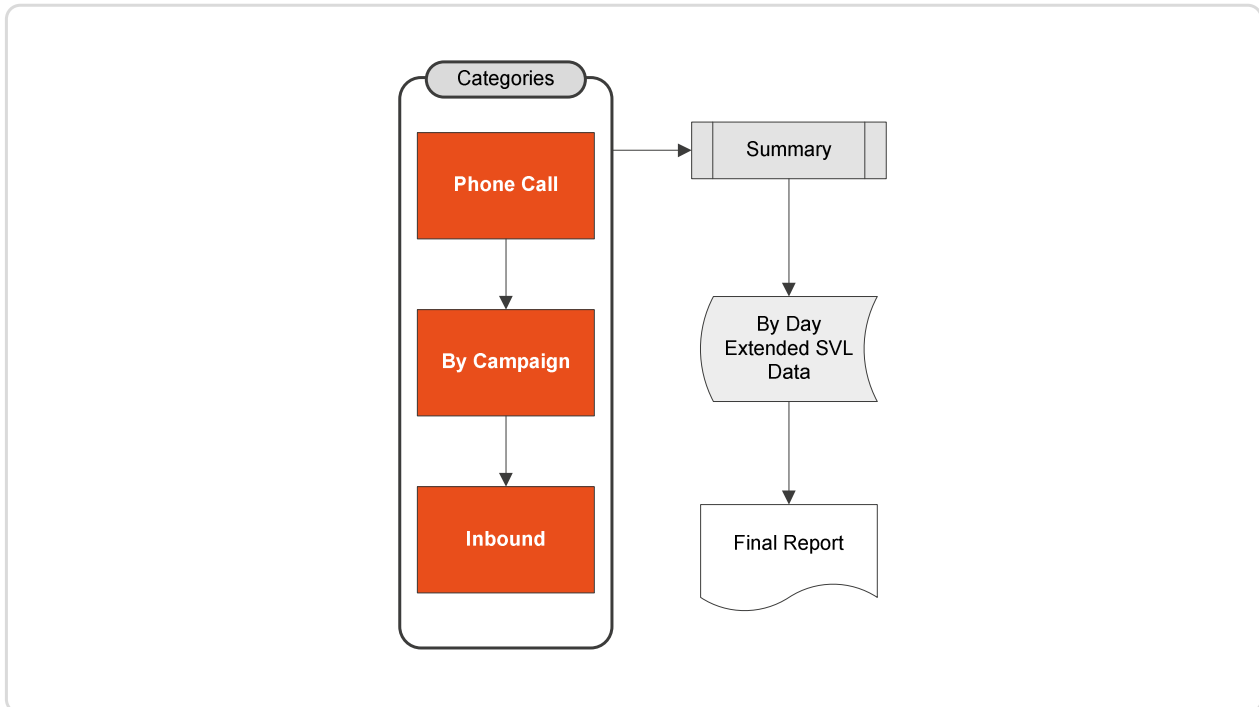 Categories
Phone Call
By Campaign
Inbound
Summary
By Day
Extended SVL
Data
Final Report